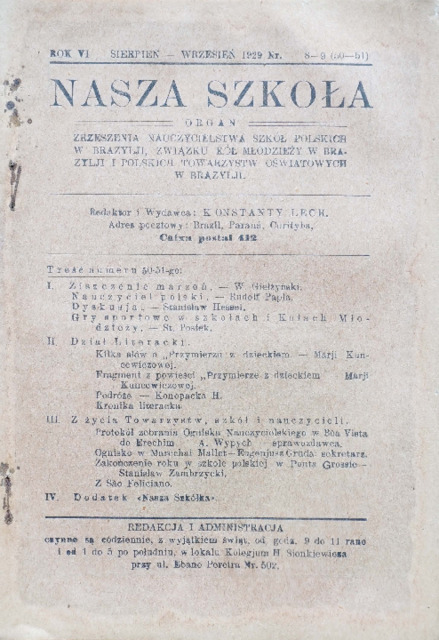 ROK VI SIERPIEŃ — WRZESIEŃ 1929 Nr. 8—9 (50—51)
NASZA SZKOŁA
ORGAN
ZRZESZENIA NAUCZYCIELSTWA SZKÓŁ POLSKICH
W BRAZYLJI, ZWIĄZKU KÓŁ MŁODZIEŻY W BRA-
ZYLJI I POLSKICH TOWARZYSTW OŚWIATOWYCH
W BRAZYLJI.
Redaktor i Wydawca: KONSTANTY LECH.
Adres pocztowy: Brazil, Paraná, Curityba,
Caixa postal 412
Treść numeru 50-51-go:
I. Ziszczenie marzeń. — W. Giełżyński.
Nauczyciel polski. — Rudolf Papla.
Dyskusja. — Stanisław Hessel.
Gry sportowe w szkołach i Kołach Mło-
dzieży. — St. Posiek.
II. Dział Literacki.
Kilka słów o „Przymierzu z dzieckiem — Marji Kun-
cewiczowej.
Fragment z powieści „Przymierze z dzieckiem — Marji
Kuncewiczowej.
Podróże — Konopacka H.
Kronika literacka.
III. Z życia Towarzystw, szkół i nauczycieli.
Protokół zebrania Ogniska Nauczycielskiego w Bôa Vista
do Erechim — A. Wypych — sprawozdawca.
Ognisko w Marechal Mallet—Eugenjusz Gruda: sekretarz.
Zakończenie roku w szkole polskiej w Ponta Grossie—
Stanisław Zambrzycki.
Z São Feliciano.
IV. Dodatek «Nasza Szkółka».
REDAKCJA I ADMINISTRACJA
czynne są codziennie, z wyjątkiem świąt, od godz. 9 do 11 rano
i od 1 do 5 po południu, w lokalu Kolegjum H. Sienkiewicza
przy ul. Ebano Pereira Nr. 502.